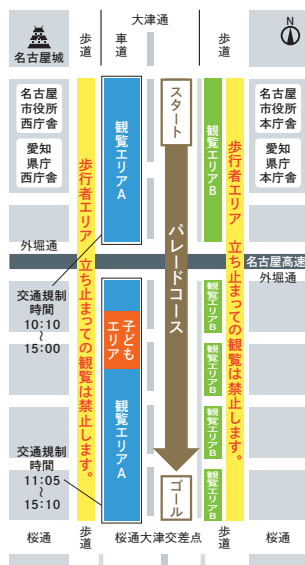 大津通
歩道
車道
歩道
N
名古屋城
名古屋
市役所
西庁舎
愛知
県庁
西庁舎
歩行者エリア 立ち止まっての観覧は禁止します。
観覧エリアA
スタート
パレードコース
観覧エリアB
歩行者エリア 立ち止まっての観覧は禁止します。
名古屋
市役所
本庁舎
愛知
県庁
本庁舎
外堀通
名古屋高速
外堀通
交通規制
時間
10:10
~
15:00
子ども
エリア
観覧エリアA
観覧エリアB
観覧エリアB
観覧エリアB
観覧エリアB
交通規制
時間
11:05
~
15:10
ゴール
桜通
歩道
桜通大津交差点
歩道
桜通